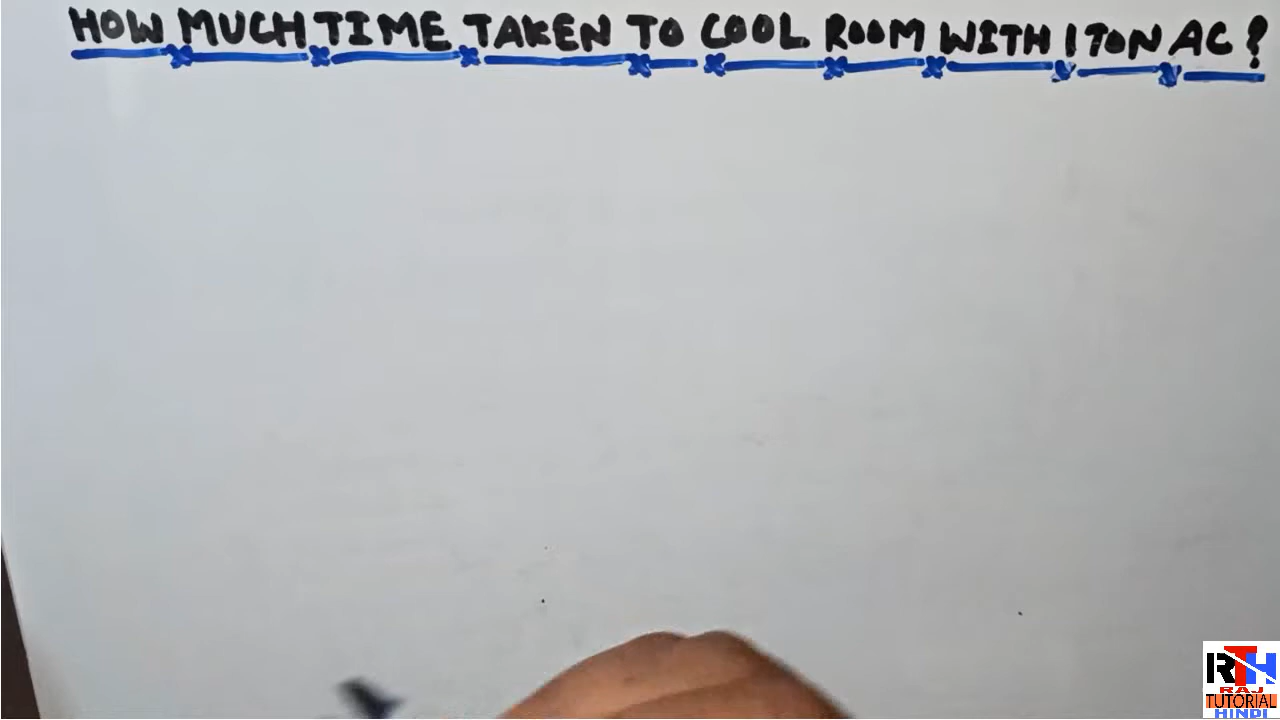 HOW MUCH TIME TAKEN TO COOL ROOM WITH 1 TON AC ?
RTH
RAJ
TUTORIAL
HINDI